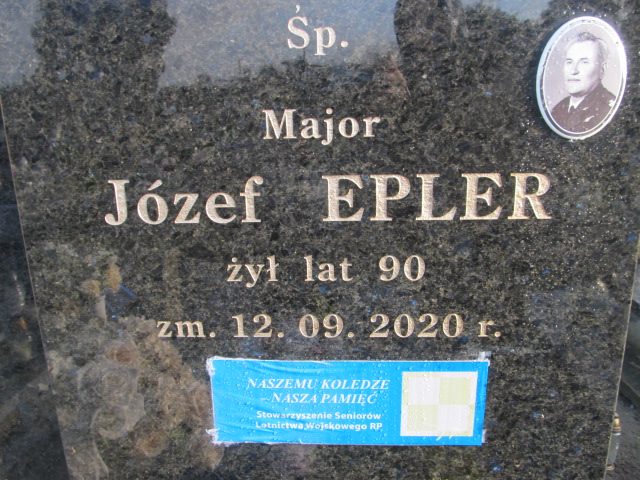 Śp.
Major
Józef EPLER
żył lat 90
zm. 12. 09. 2020 r.
NASZEMU KOLEDZE
- NASZA PAMIĘĆ
Stowarzyszenie Seniorów
Lotnictwa Wojskowego RP